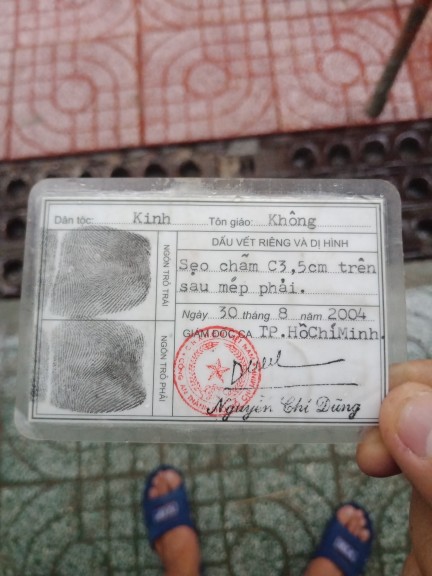 Dân tộc: Kinh Tôn giáo: Không
NGÓN TRỎ TRÁI
DẤU VẾT RIÊNG VÀ DỊ HÌNH
Sẹo chấm C3,5cm trên
sau mép phải.
Ngày 30 tháng 8 năm 2004
NGÓN TRỎ PHẢI
GIÁM ĐỐC CA TP.HồChíMinh
Nguyễn Chí Dũng